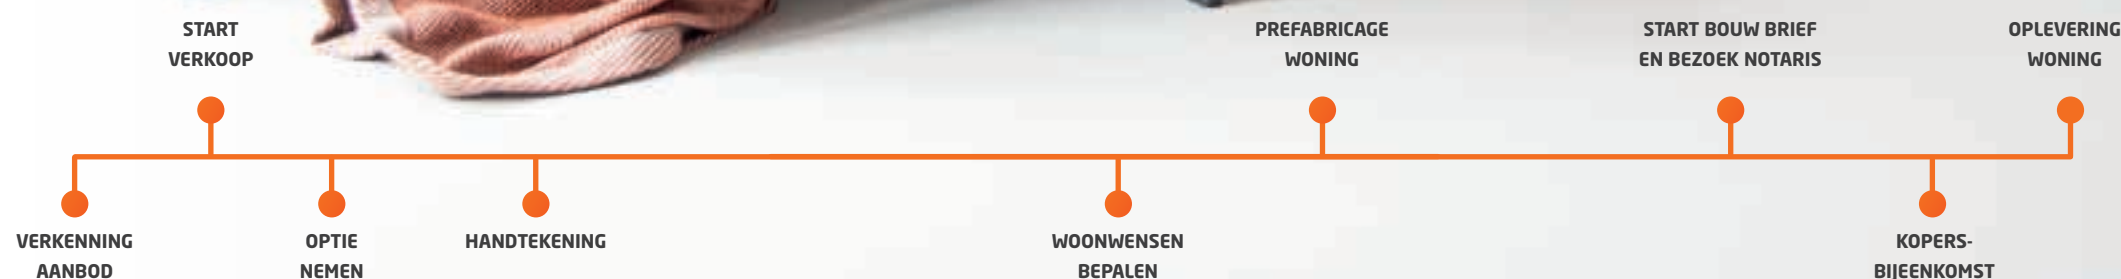 START
VERKOOP
PREFABRICAGE
WONING
START BOUW BRIEF
EN BEZOEK NOTARIS
OPLEVERING
WONING
VERKENNING
AANBOD
OPTIE
NEMEN
HANDTEKENING
WOONWENSEN
BEPALEN
KOPERS-
BIJEENKOMST